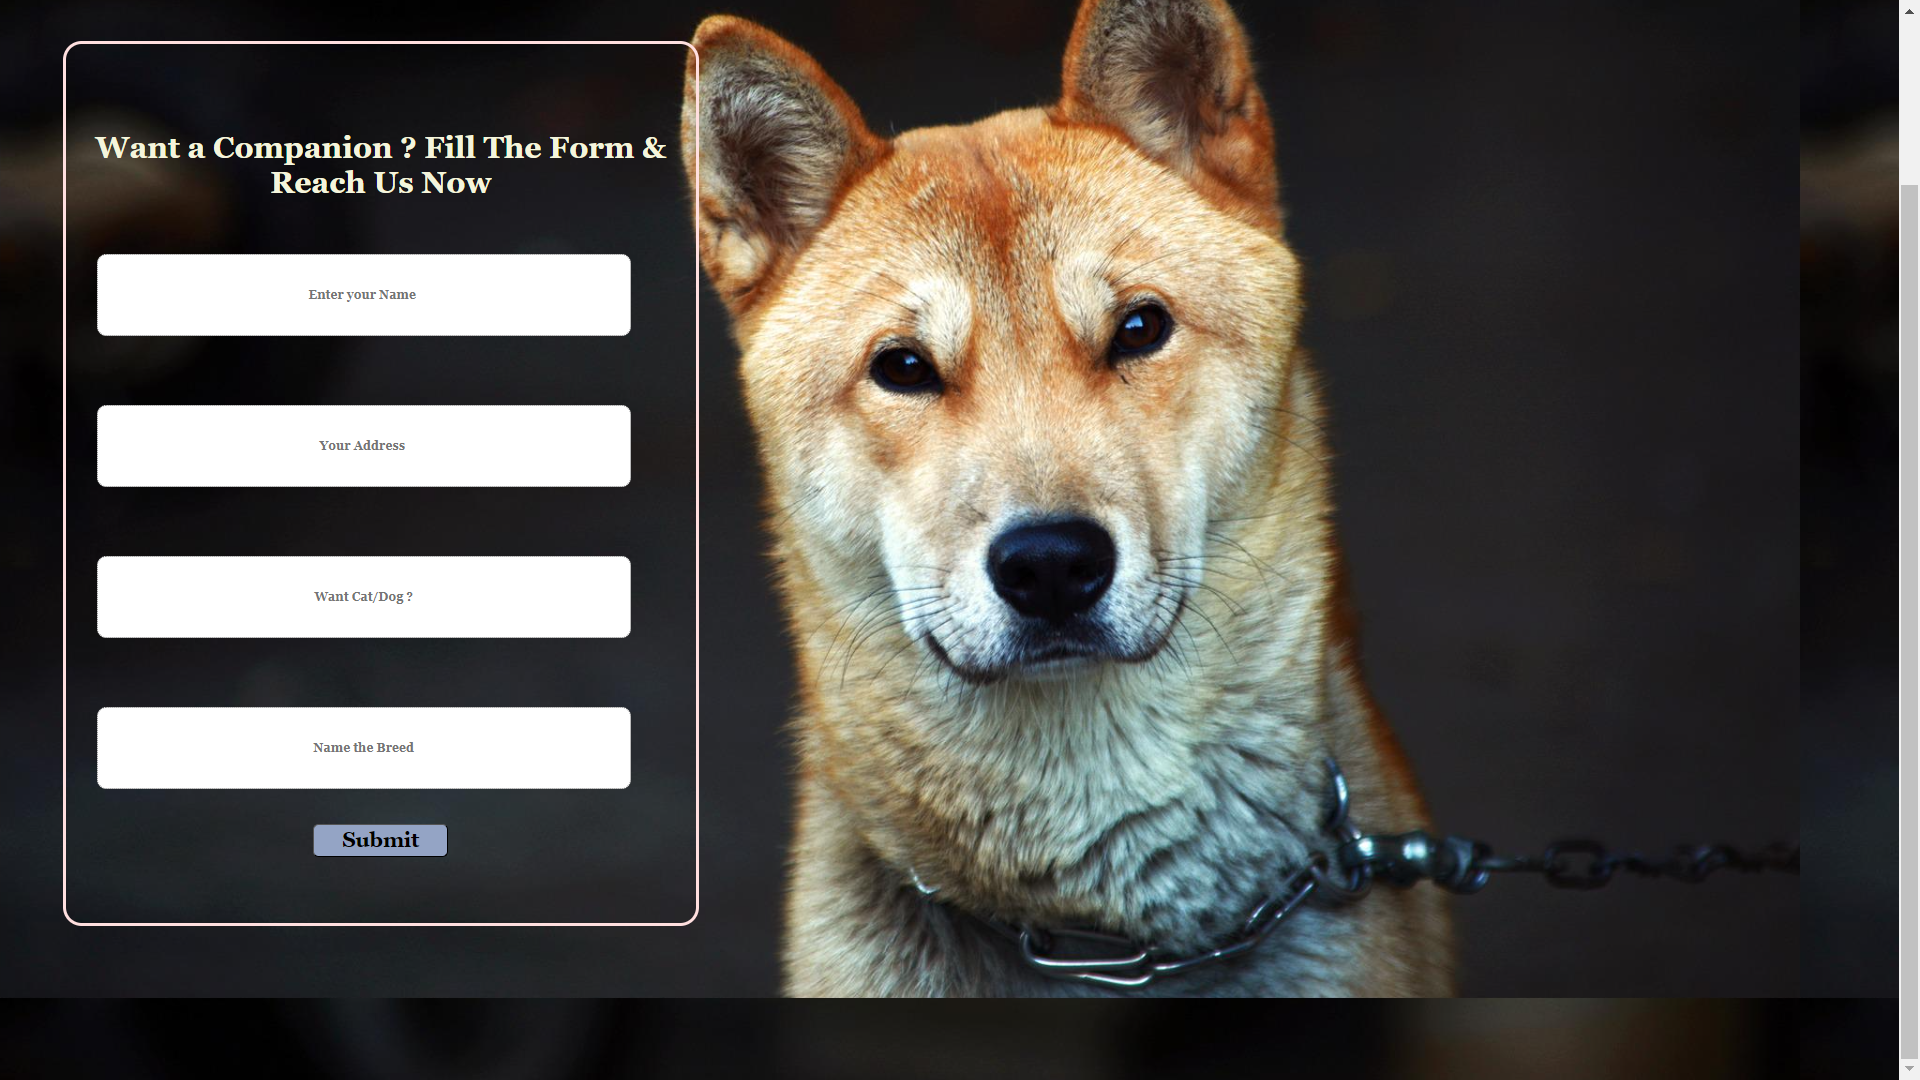 Want a Companion ? Fill The Form &
Reach Us Now
Enter your Name
Your Address
Want Cat/Dog ?
Name the Breed
Submit